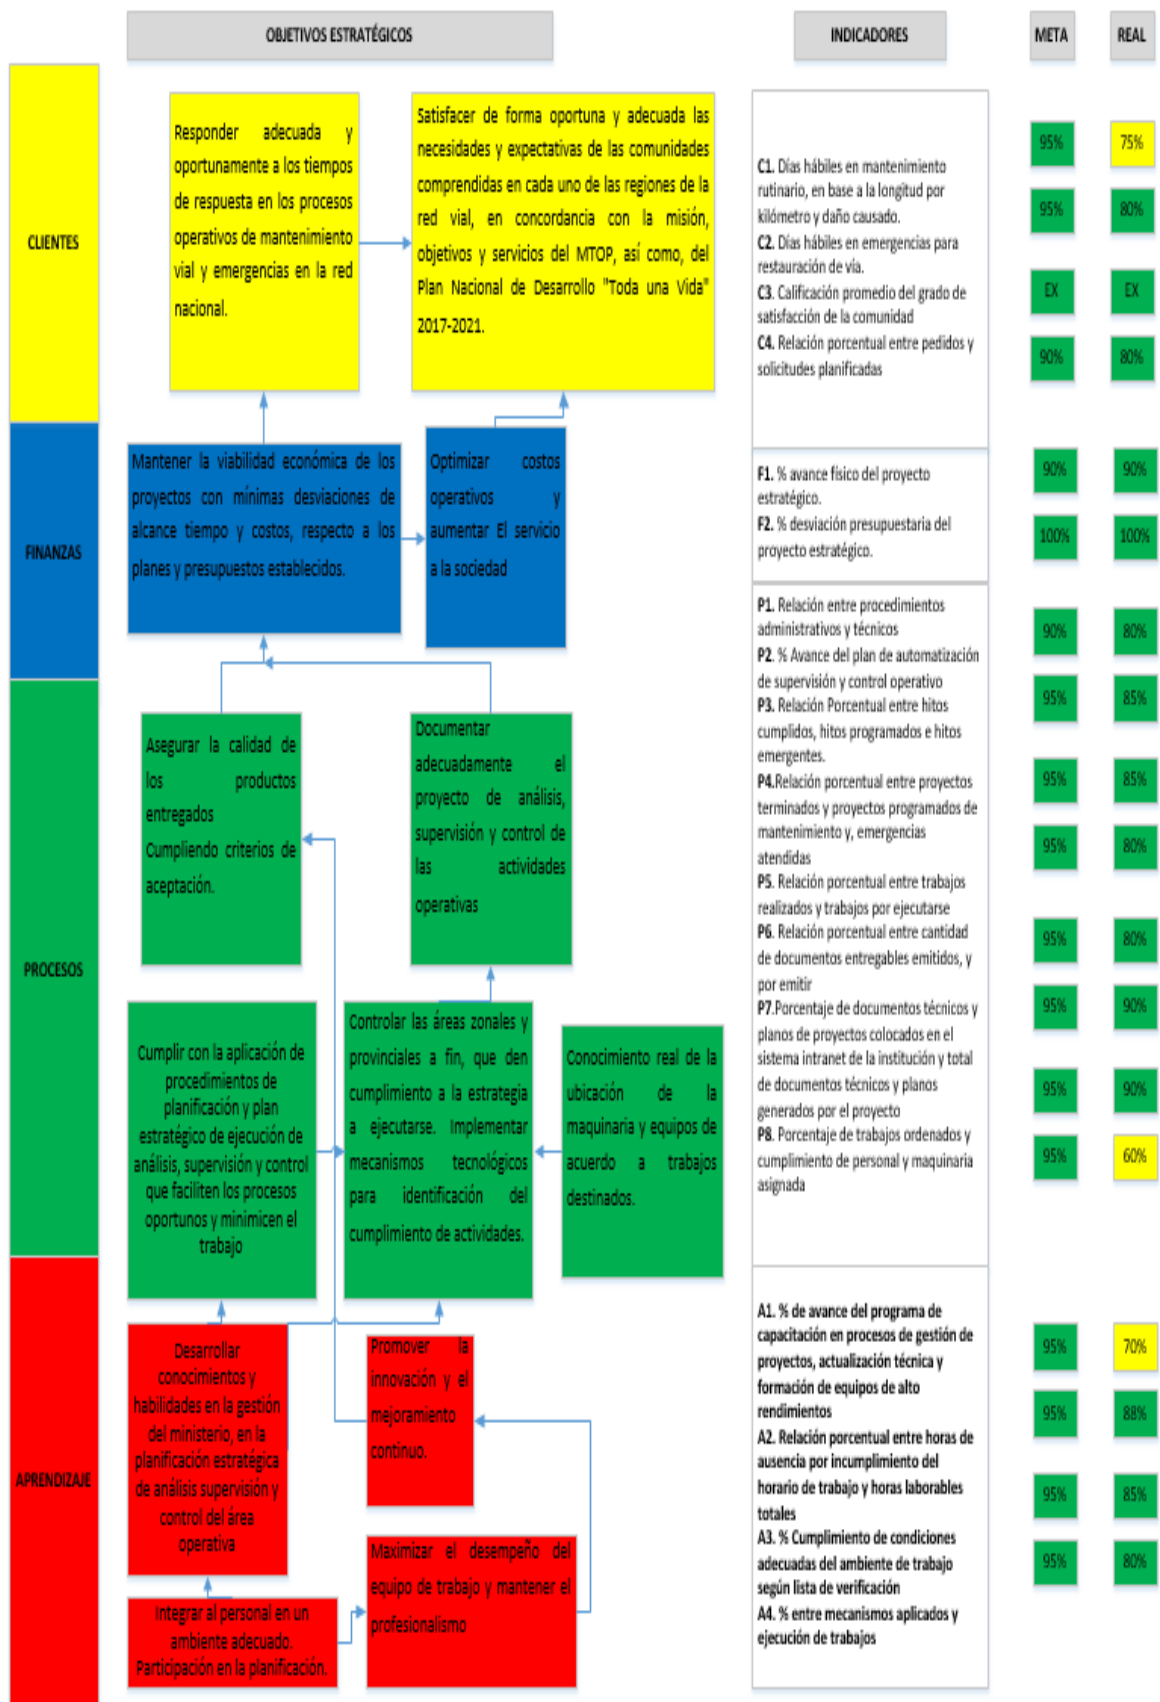 OBJETIVOS ESTRATÉGICOS
INDICADORES
META
REAL
CLIENTES
Responder adecuada y
oportunamente a los tiempos
de respuesta en los procesos
operativos de mantenimiento
vial y emergencias en la red
nacional.
Satisfacer de forma oportuna y adecuada las
necesidades y expectativas de las comunidades
comprendidas en cada uno de las regiones de la
red vial, en concordancia con la misión,
objetivos y servicios del MTOP, así como, del
Plan Nacional de Desarrollo "Toda una Vida"
2017-2021.
C1. Días hábiles en mantenimiento
rutinario, en base a la longitud por
kilómetro y daño causado.
C2. Días hábiles en emergencias para
restauración de vía.
C3. Calificación promedio del grado de
satisfacción de la comunidad
C4. Relación porcentual entre pedidos y
solicitudes planificadas
95% 75%
95% 80%
EX EX
90% 80%
FINANZAS
Mantener la viabilidad económica de los
proyectos con mínimas desviaciones de
alcance tiempo y costos, respecto a los
planes y presupuestos establecidos.
Optimizar costos
operativos y
aumentar El servicio
a la sociedad
F1. % avance físico del proyecto
estratégico.
F2. % desviación presupuestaria del
proyecto estratégico.
90% 90%
100% 100%
PROCESOS
Asegurar la calidad de
los productos
entregados
Cumpliendo criterios de
aceptación.
Documentar
adecuadamente el
proyecto de análisis,
supervisión y control de
las actividades
operativas
Cumplir con la aplicación de
procedimientos de
planificación y plan
estratégico de ejecución de
análisis, supervisión y control
que faciliten los procesos
oportunos y minimicen el
trabajo
Controlar las áreas zonales y
provinciales a fin, que den
cumplimiento a la estrategia
a ejecutarse. Implementar
mecanismos tecnológicos
para identificación del
cumplimiento de actividades.
Conocimiento real de la
ubicación de la
maquinaria y equipos de
acuerdo a trabajos
destinados.
P1. Relación entre procedimientos
administrativos y técnicos
P2. % Avance del plan de automatización
de supervisión y control operativo
P3. Relación Porcentual entre hitos
cumplidos, hitos programados e hitos
emergentes.
P4.Relación porcentual entre proyectos
terminados y proyectos programados de
mantenimiento y, emergencias
atendidas
P5. Relación porcentual entre trabajos
realizados y trabajos por ejecutarse
P6. Relación porcentual entre cantidad
de documentos entregables emitidos, y
por emitir
P7.Porcentaje de documentos técnicos y
planos de proyectos colocados en el
sistema intranet de la institución y total
de documentos técnicos y planos
generados por el proyecto
P8. Porcentaje de trabajos ordenados y
cumplimiento de personal y maquinaria
asignada
90% 80%
95% 85%
95% 85%
95% 80%
95% 80%
95% 90%
95% 90%
95% 60%
APRENDIZAJE
Desarrollar
conocimientos y
habilidades en la gestión
del ministerio, en la
planificación estratégica
de análisis supervisión y
control del área
operativa
Promover la
innovación y el
mejoramiento
continuo.
Maximizar el desempeño del
equipo de trabajo y mantener el
profesionalismo
Integrar al personal en un
ambiente adecuado.
Participación en la planificación.
A1. % de avance del programa de
capacitación en procesos de gestión de
proyectos, actualización técnica y
formación de equipos de alto
rendimientos
A2. Relación porcentual entre horas de
ausencia por incumplimiento del
horario de trabajo y horas laborables
totales
A3. % Cumplimiento de condiciones
adecuadas del ambiente de trabajo
según lista de verificación
A4. % entre mecanismos aplicados y
ejecución de trabajos
95% 70%
95% 88%
95% 85%
95% 80%